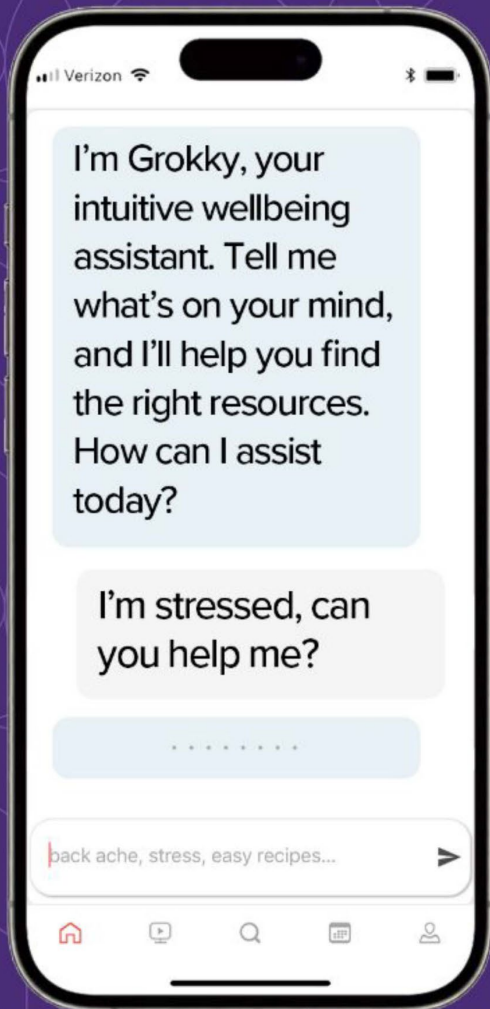 Verizon
I'm Grokky, your
intuitive wellbeing
assistant. Tell me
what's on your mind,
and I'll help you find
the right resources.
How can I assist
today?
I'm stressed, can
you help me?
........
back ache, stress, easy recipes...